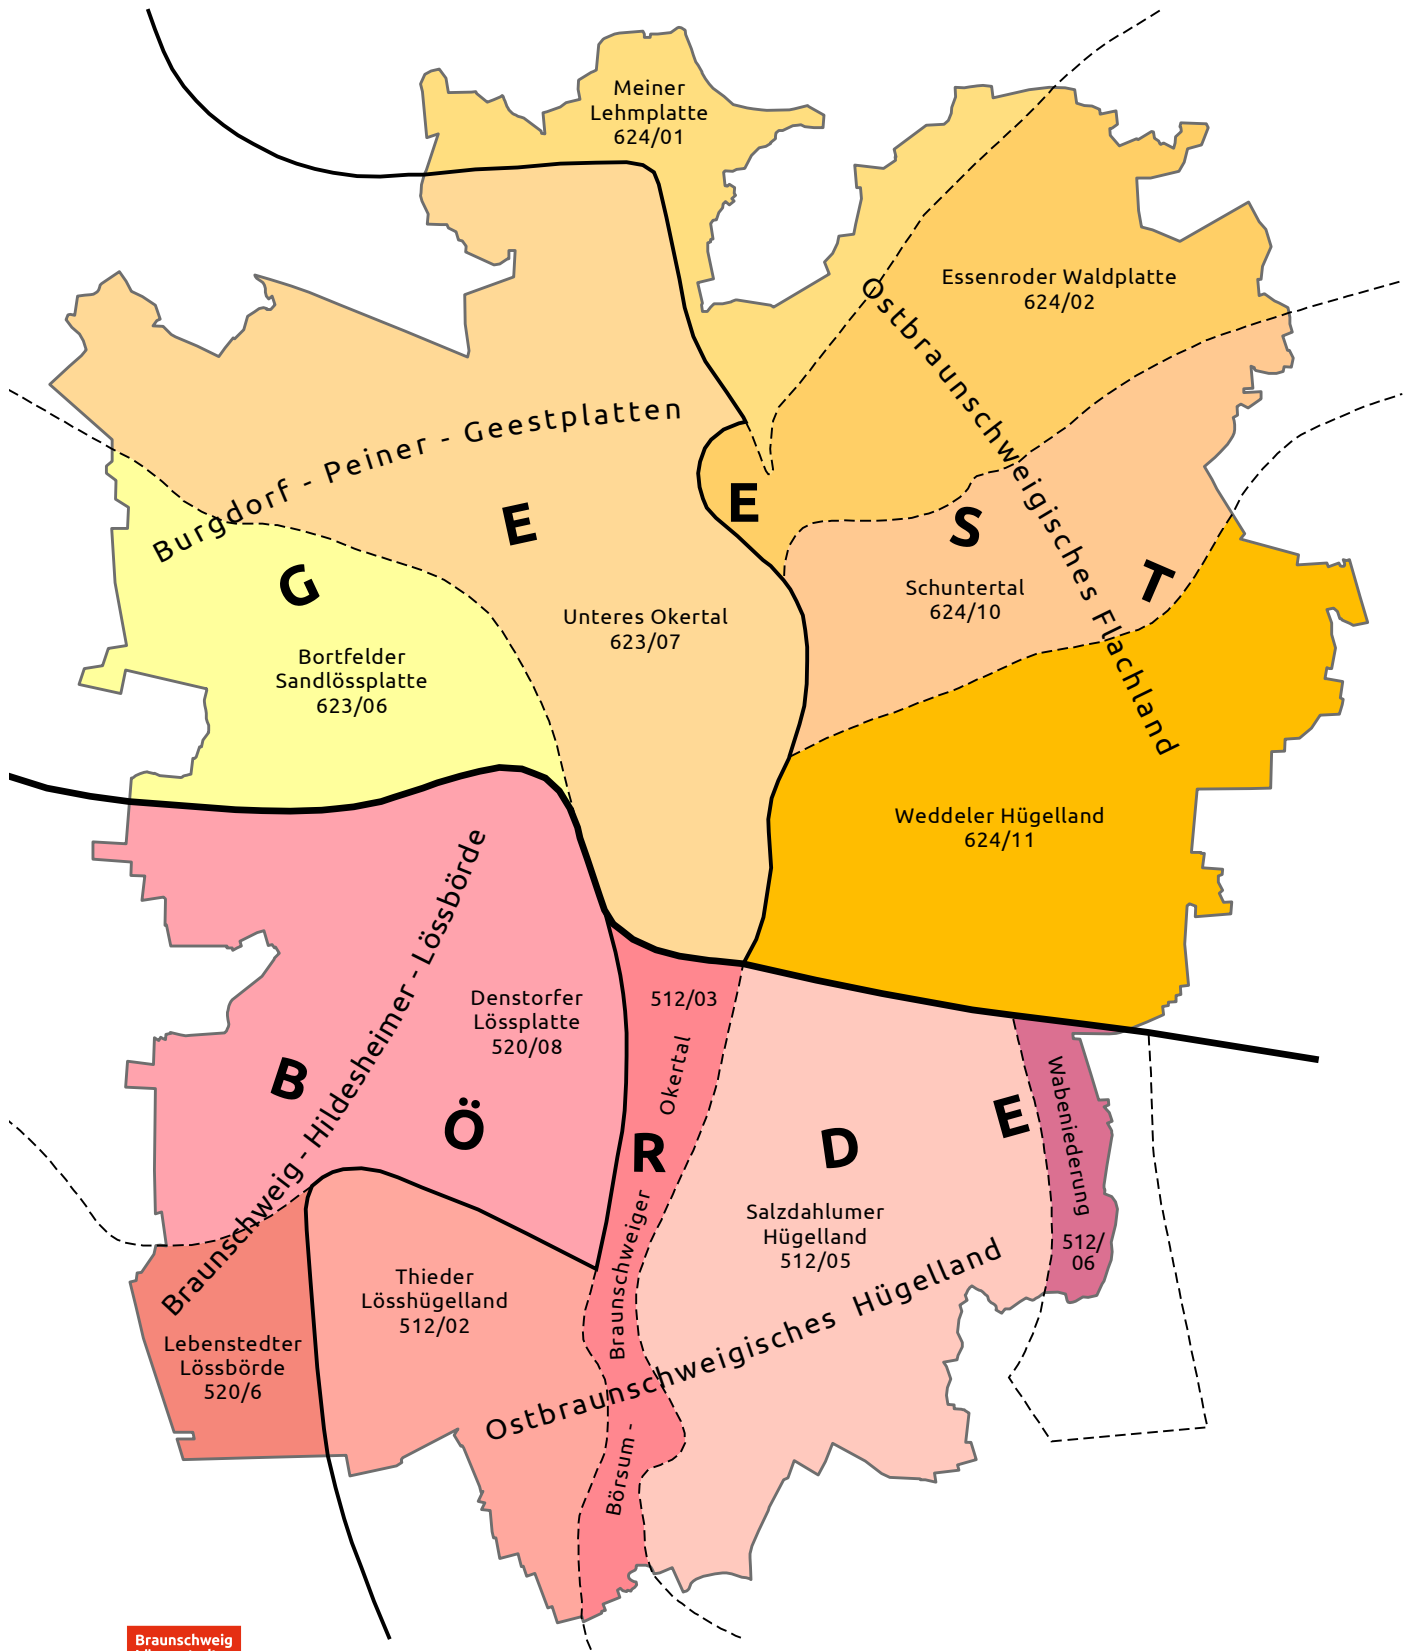 Meiner
Lehmplatte
624/01
Essenroder Waldplatte
624/02
Ostbraunschweigisches Flachland
Burgdorf - Peiner - Geestplatten
G E E S T
Schuntertal
624/10
Unteres Okertal
623/07
Bortfelder
Sandlössplatte
623/06
Weddeler Hügelland
624/11
Braunschweig - Hildesheimer - Lössbörde
Denstorfer
Lössplatte
520/08
512/03
Börsum - Braunschweiger Okertal
B Ö R D E
Wabeniederung
512/
06
Salzdahlumer
Hügelland
512/05
Ostbraunschweigisches Hügelland
Thieder
Lösshügelland
512/02
Lebenstedter
Lössbörde
520/6
Braunschweig